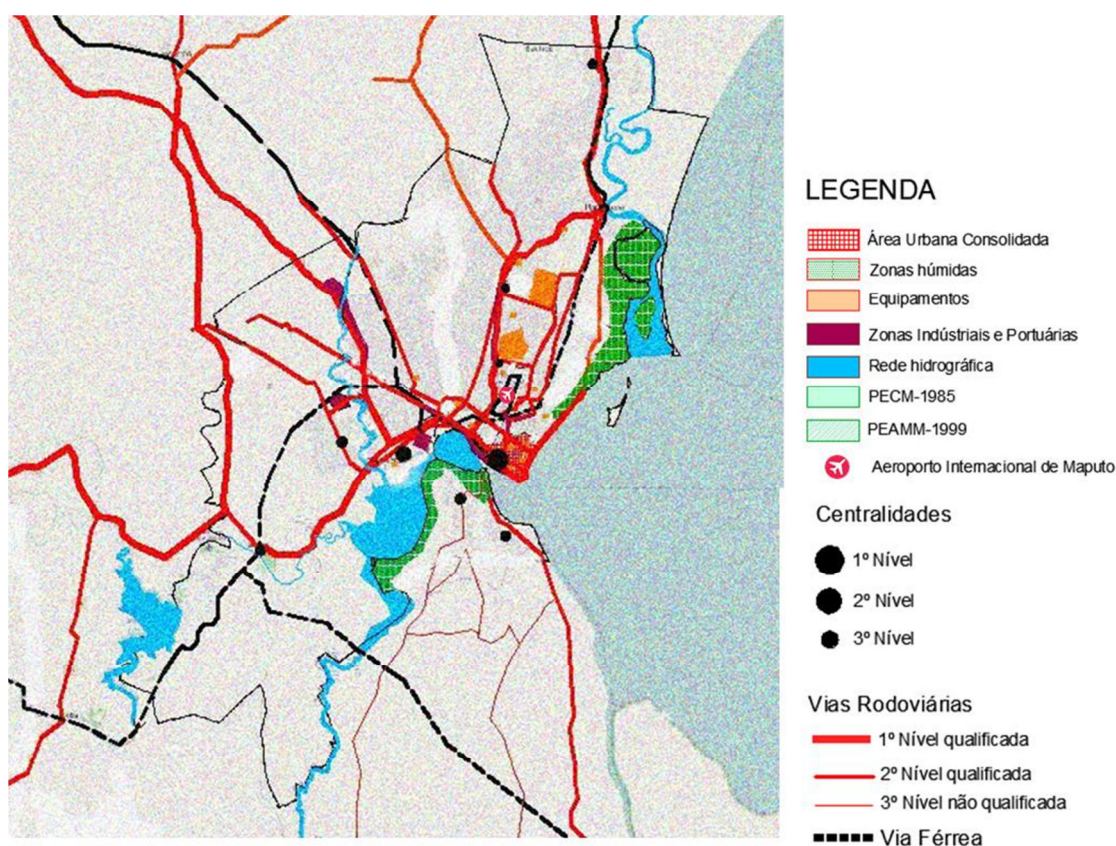 LEGENDA
Área Urbana Consolidada
Zonas húmidas
Equipamentos
Zonas Indústriais e Portuárias
Rede hidrográfica
PECM-1985
PEAMM-1999
Aeroporto Internacional de Maputo
Centralidades
1º Nível
2º Nível
3º Nível
Vias Rodoviárias
1º Nível qualificada
2º Nível qualificada
3º Nível não qualificada
Via Férrea